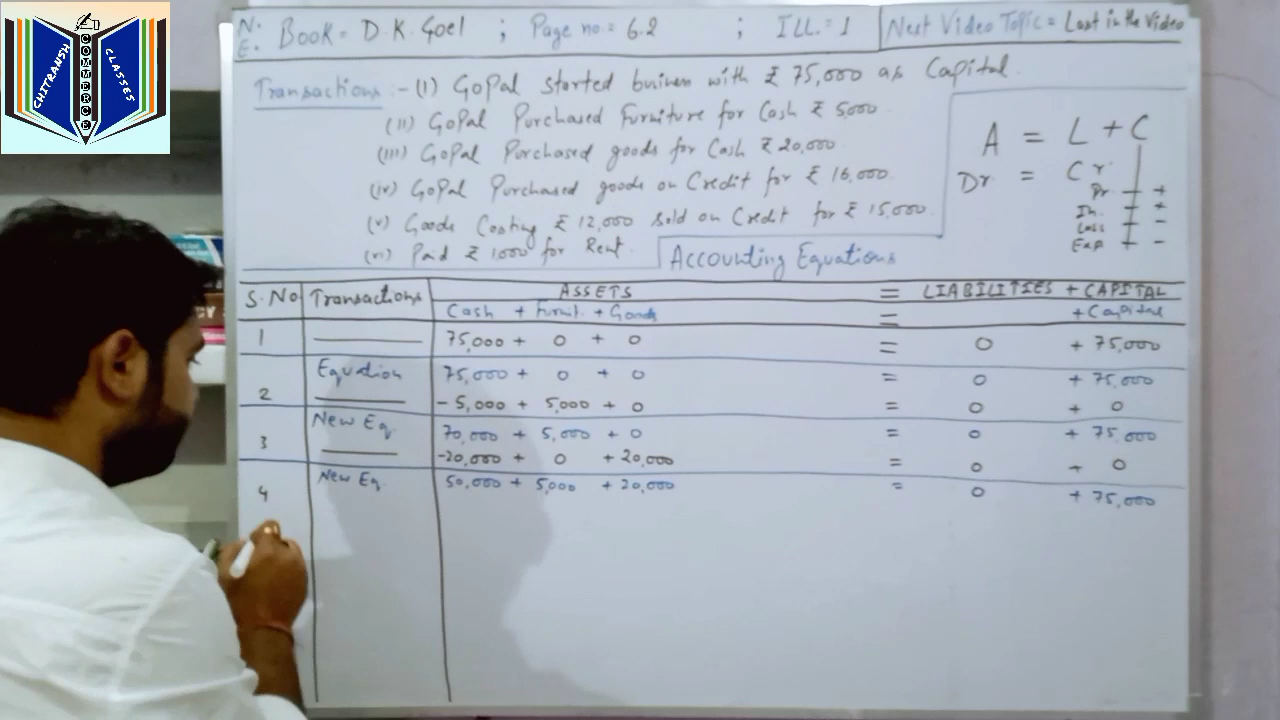 CHITRANSH COMMERCE CLASSES
N.E. Book = D.K. Goel ; Page no.= 6.2 ; ILL.= 1
Next Video Topic = Last in the Video
Transactions :- (i) GoPal started business with ₹ 75,000 as Capital.
(ii) GoPal Purchased Furniture for Cash ₹ 5,000
(iii) GoPal Purchased goods for Cash ₹ 20,000.
(iv) GoPal Purchased goods on Credit for ₹ 16,000.
(v) Goods Costing ₹ 12,000 sold on Credit for ₹ 15,000.
(vi) Paid ₹ 1,000 for Rent.
A = L + C
Dr = Cr
Pr +
In. +
Loss -
Exp -
Accounting Equations
S.No Transactions ASSETS = LIABILITIES + CAPITAL
Cash + Furnit. + Goods = + Capital
1 75,000 + 0 + 0 = 0 + 75,000
Equation 75,000 + 0 + 0 = 0 + 75,000
2 - 5,000 + 5,000 + 0 = 0 + 0
New Eq 70,000 + 5,000 + 0 = 0 + 75,000
3 -20,000 + 0 + 20,000 = 0 + 0
New Eq. 50,000 + 5,000 + 20,000 = 0 + 75,000
4